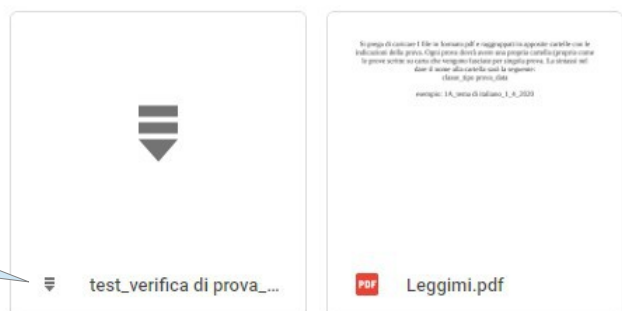 Si prega di caricare i file in formato pdf e raggruppati in apposite cartelle con le
indicazioni della prova. Ogni prova dovrà avere una propria cartella (proprio come
le prove scritte su carta che vengono fasciate per singola prova. La sintassi nel
dare il nome alla cartella sarà la seguente:
classe_tipo prova_data
esempio: 1A_tema di italiano_1_4_2020
test_verifica di prova_...
PDF Leggimi.pdf